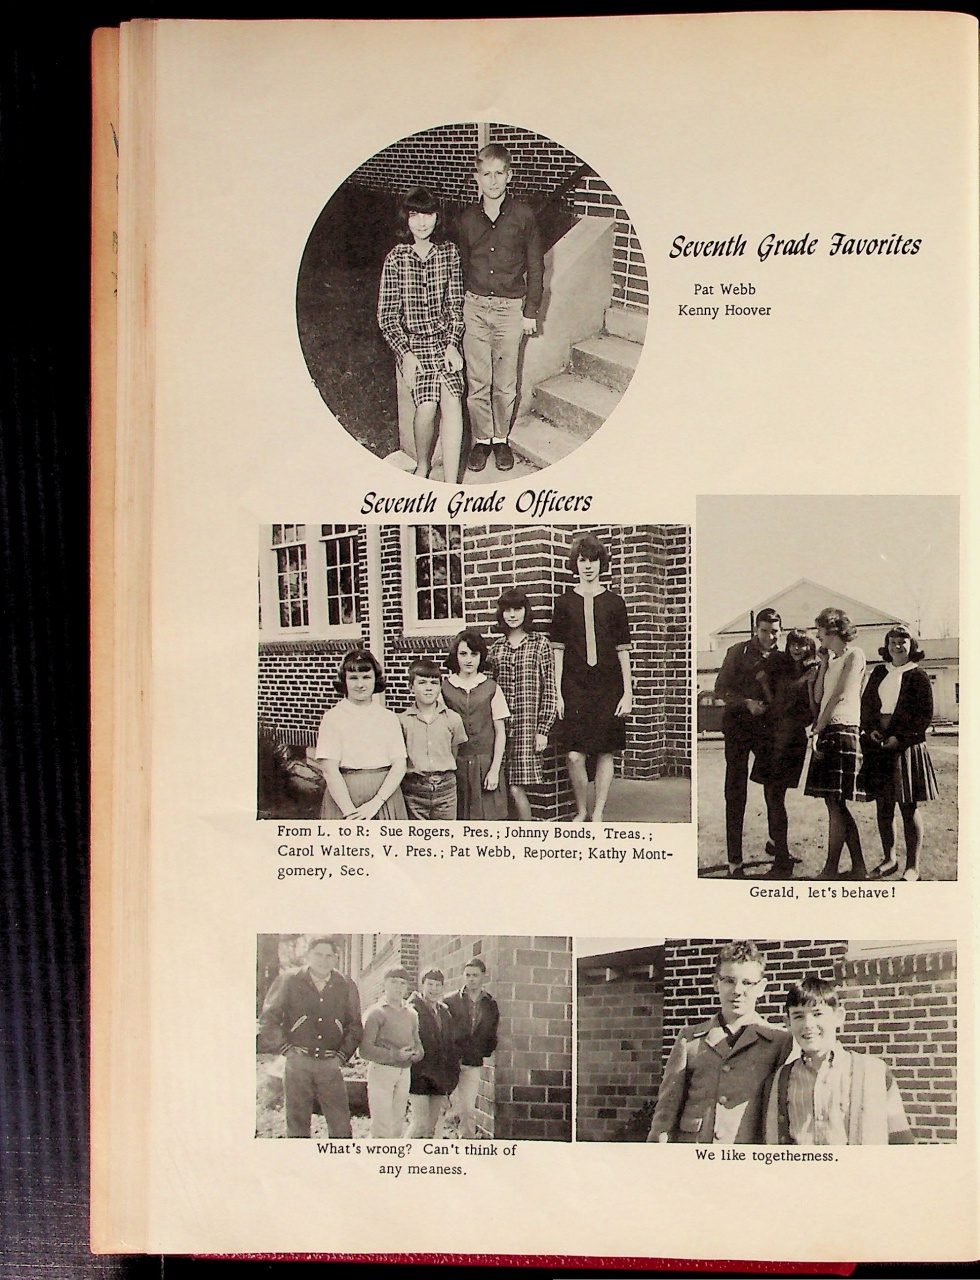 Seventh Grade Favorites
Pat Webb
Kenny Hoover
Seventh Grade Officers
From L. to R: Sue Rogers, Pres.; Johnny Bonds, Treas.;
Carol Walters, V. Pres.; Pat Webb, Reporter; Kathy Mont-
gomery, Sec.
Gerald, let's behave!
What's wrong? Can't think of
any meaness.
We like togetherness.